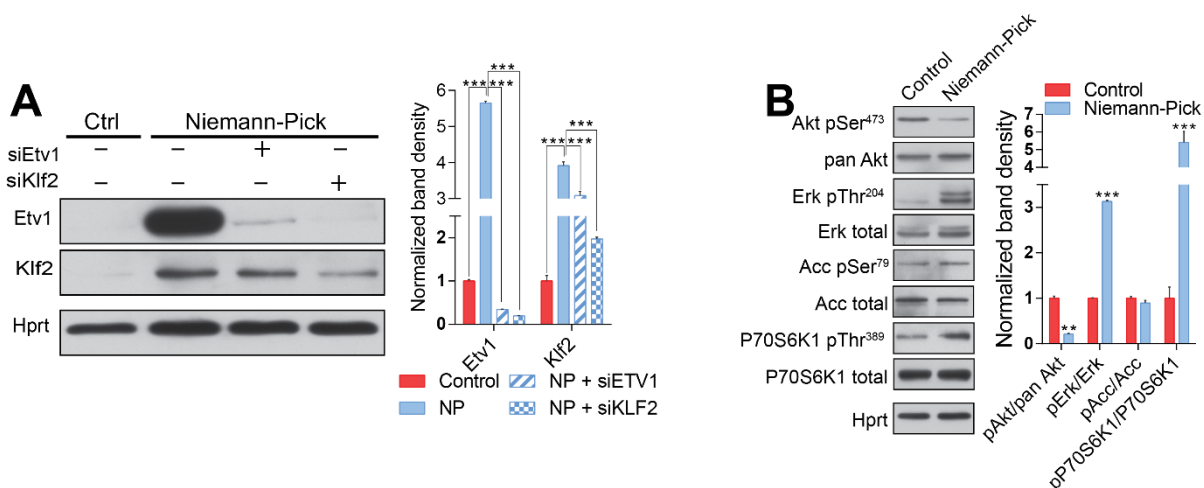 A
Ctrl
Niemann-Pick
siEtv1
– – + –
siKlf2
– – – +
Etv1
Klf2
Hprt
Normalized band density
6
5
4
3
2
1
0
***
***
***
***
***
***
Etv1
Klf2
Control
NP
NP + siETV1
NP + siKLF2
B
Control
Niemann-Pick
Akt pSer⁴⁷³
pan Akt
Erk pThr²⁰⁴
Erk total
Acc pSer⁷⁹
Acc total
P70S6K1 pThr³⁸⁹
P70S6K1 total
Hprt
Control
Niemann-Pick
Normalized band density
7
6
5
4
3
2
1
0
**
***
***
pAkt/pan Akt
pErk/Erk
pAcc/Acc
pP70S6K1/P70S6K1